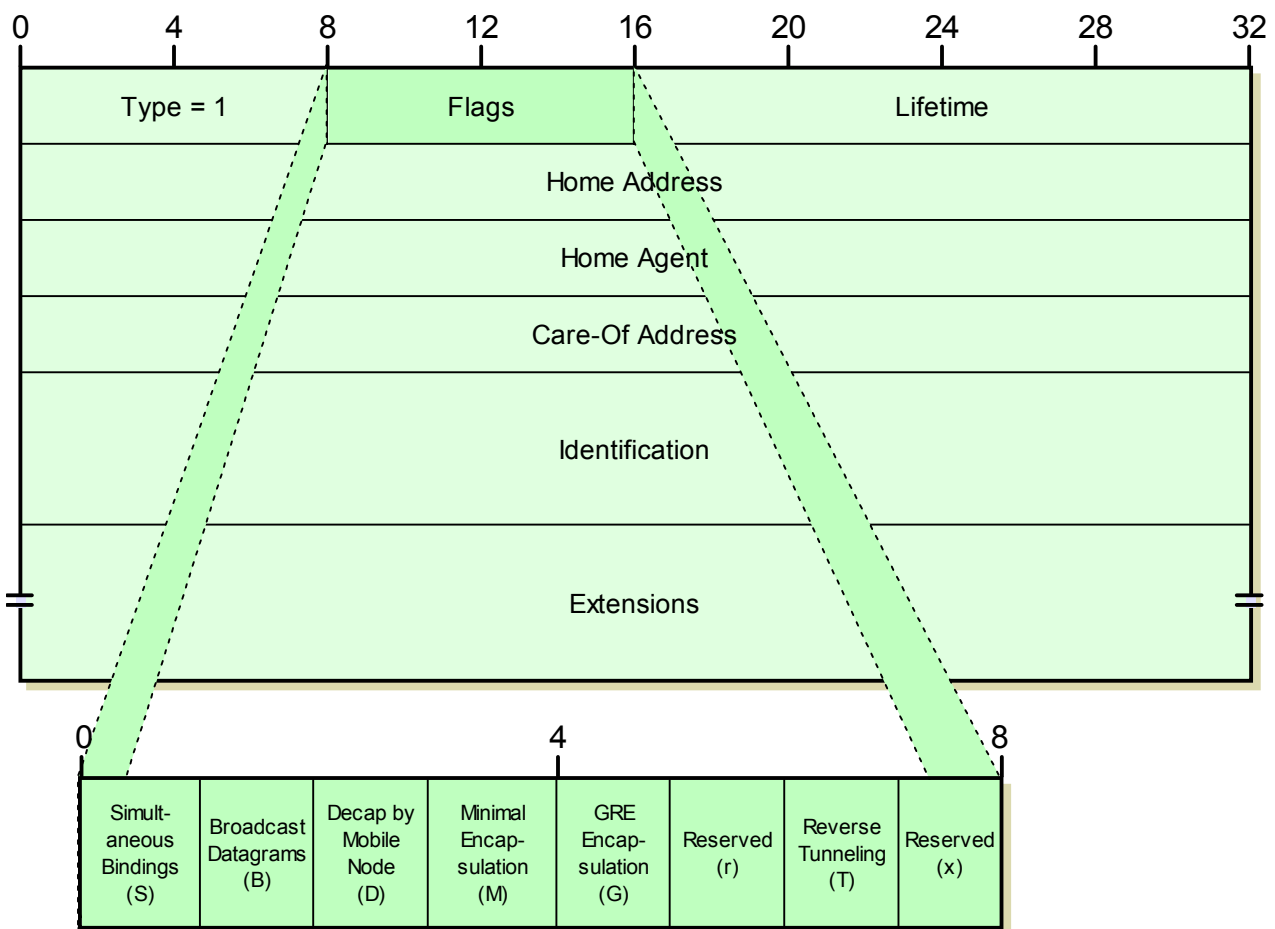 0 4 8 12 16 20 24 28 32
Type = 1 Flags Lifetime
Home Address
Home Agent
Care-Of Address
Identification
Extensions
0 4 8
Simult-
aneous
Bindings
(S)
Broadcast
Datagrams
(B)
Decap by
Mobile
Node
(D)
Minimal
Encap-
sulation
(M)
GRE
Encap-
sulation
(G)
Reserved
(r)
Reverse
Tunneling
(T)
Reserved
(x)